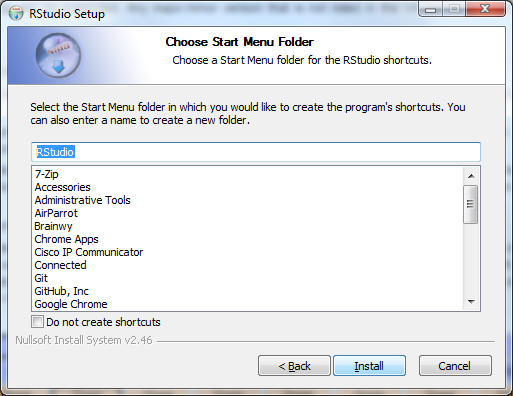 RStudio Setup
Choose Start Menu Folder
Choose a Start Menu folder for the RStudio shortcuts.
Select the Start Menu folder in which you would like to create the program's shortcuts. You
can also enter a name to create a new folder.
RStudio
7-Zip
Accessories
Administrative Tools
AirParrot
Brainwy
Chrome Apps
Cisco IP Communicator
Connected
Git
GitHub, Inc
Google Chrome
Do not create shortcuts
Nullsoft Install System v2.46
< Back
Install
Cancel